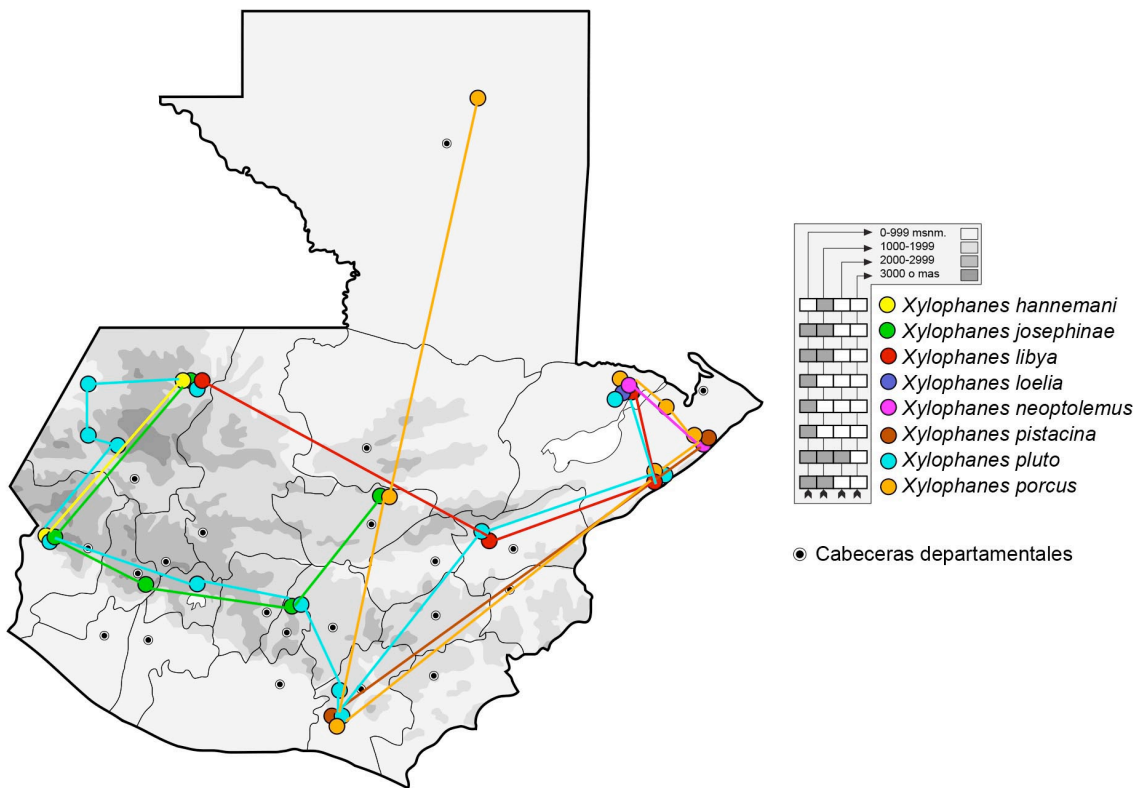 0-999 msnm.
1000-1999
2000-2999
3000 o mas
Xylophanes hannemani
Xylophanes josephinae
Xylophanes libya
Xylophanes loelia
Xylophanes neoptolemus
Xylophanes pistacina
Xylophanes pluto
Xylophanes porcus
Cabeceras departamentales